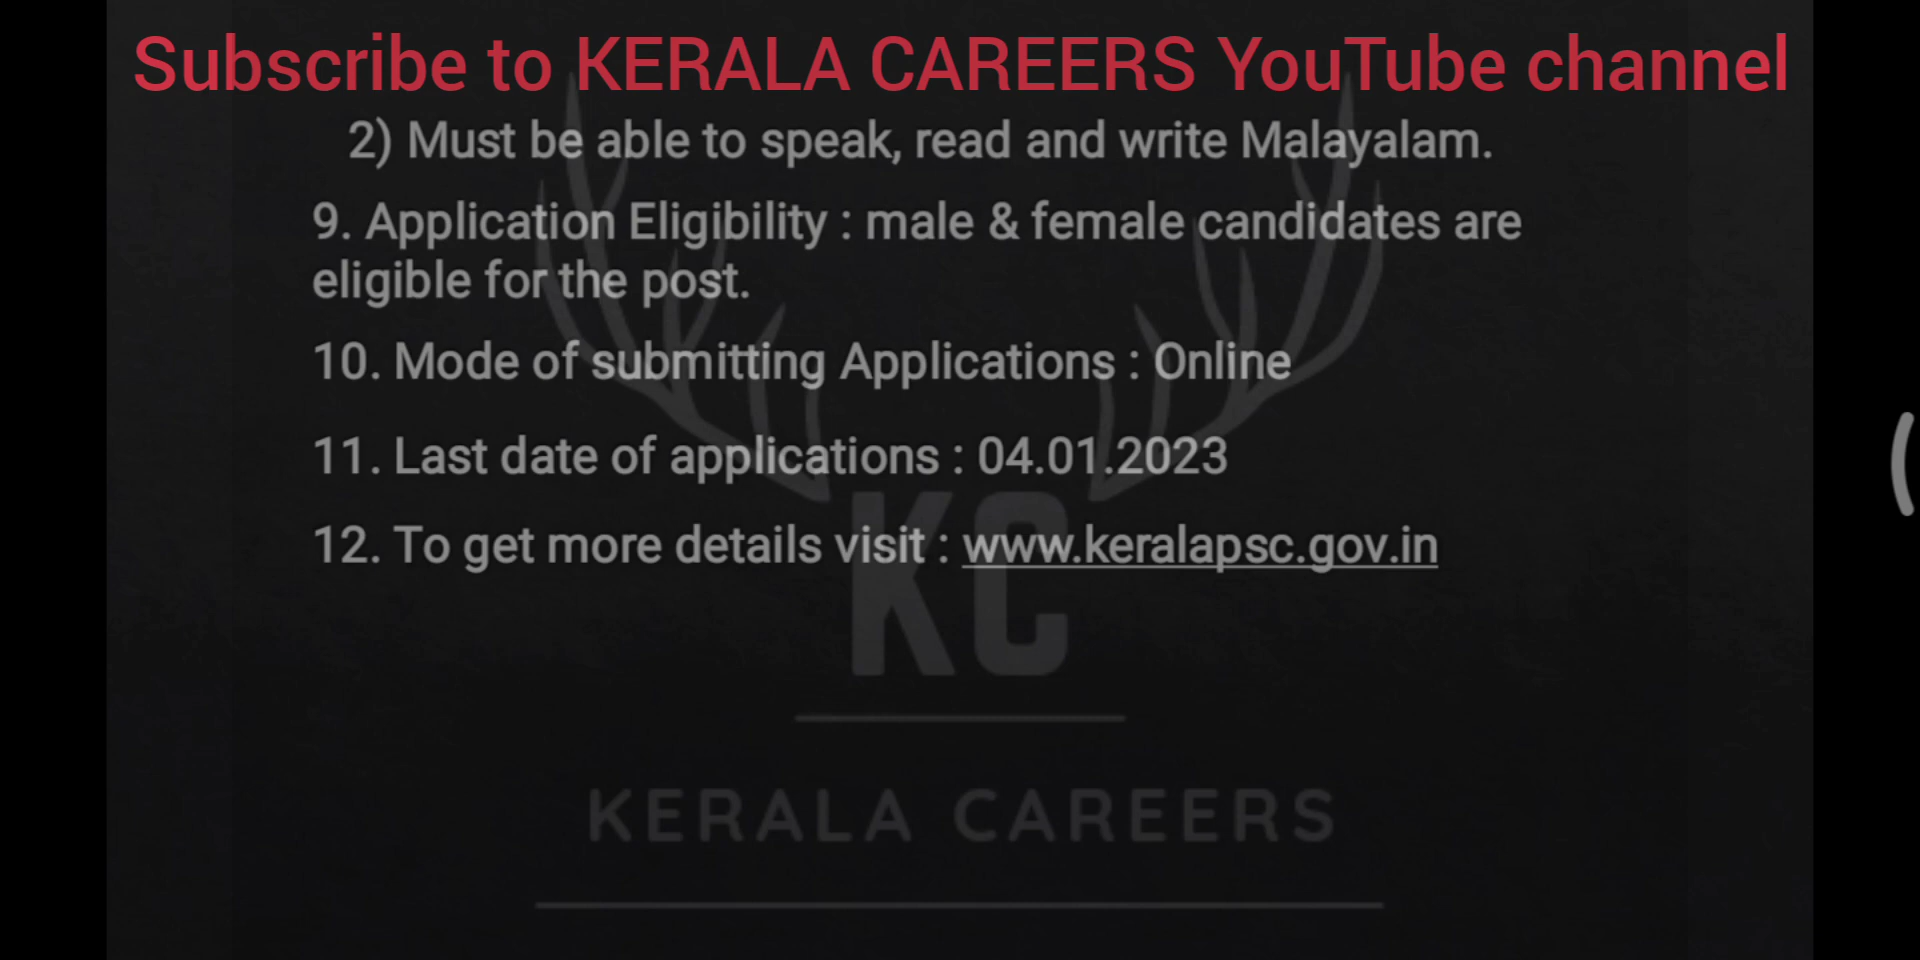 Subscribe to KERALA CAREERS YouTube channel
2) Must be able to speak, read and write Malayalam.
9. Application Eligibility : male & female candidates are
eligible for the post.
10. Mode of submitting Applications : Online
11. Last date of applications : 04.01.2023
12. To get more details visit : www.keralapsc.gov.in
KC
KERALA CAREERS